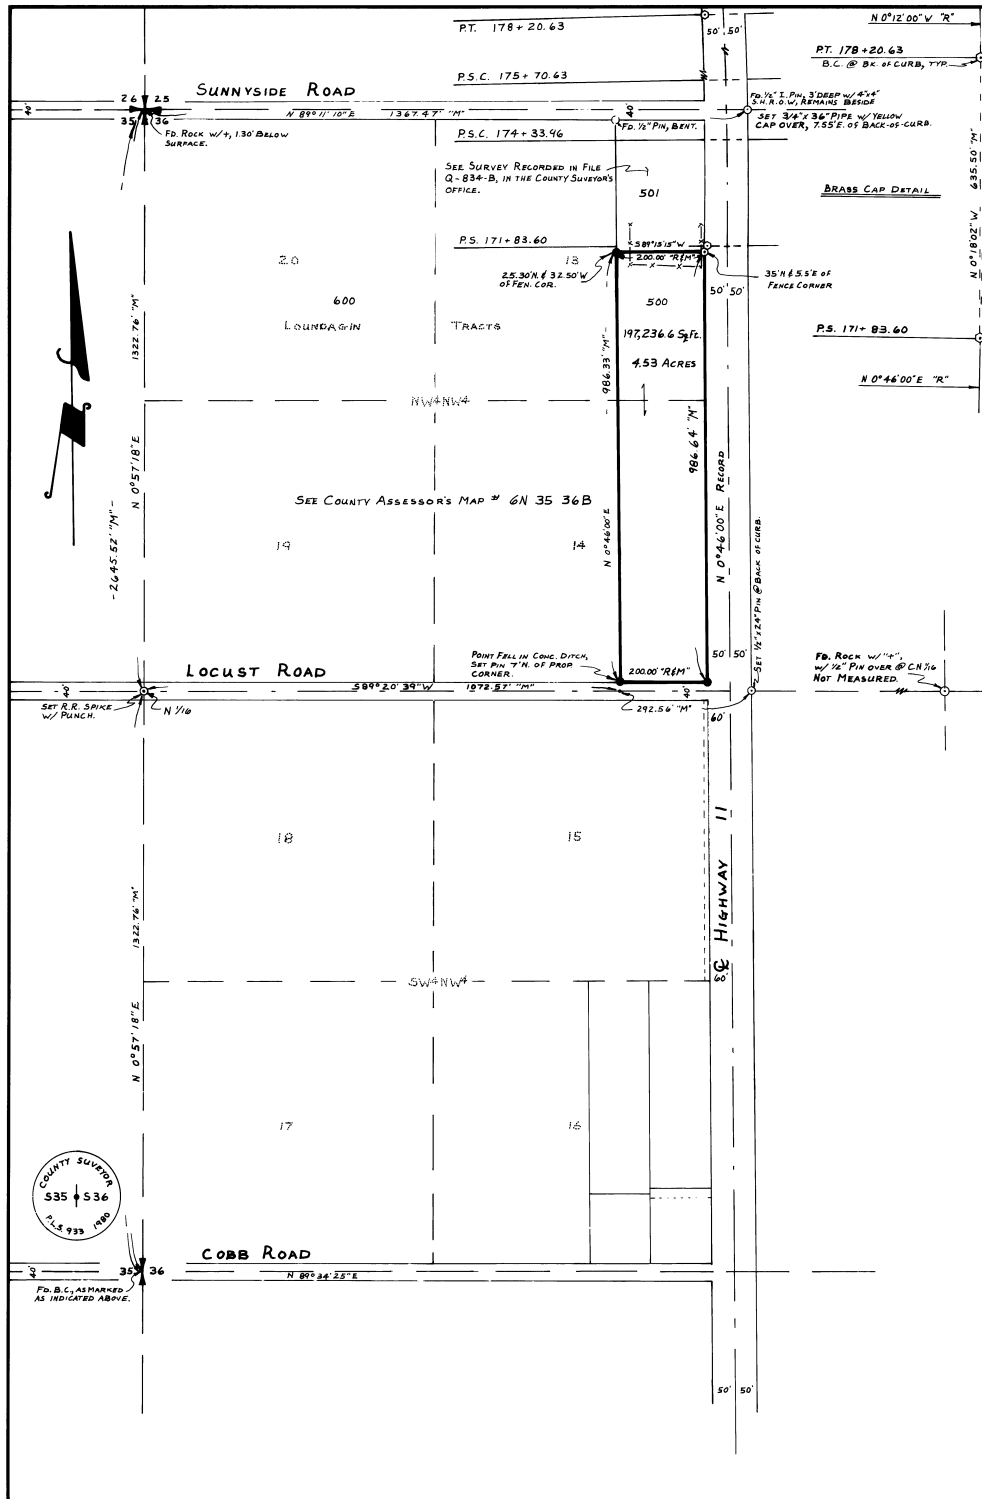 P.T. 178+20.63
50' 50'
N 0°12'00" W "R"
P.T. 178+20.63
B.C. @ BK. OF CURB, TYP.
P.S.C. 175+70.63
26 25
35 36
SUNNYSIDE ROAD
40'
N 89°11'10" E 1367.47' "M"
40'
FD. ROCK W/+, 1.30' BELOW
SURFACE.
FD. 1/2" PIN, BENT.
P.S.C. 174+33.96
FD. 1/2" I. PIN, 3' DEEP W/ 4"x4"
S.H.R.O.W, REMAINS BESIDE
SET 3/4"x 36" PIPE W/ YELLOW
CAP OVER, 7.55' E. OF BACK-OF-CURB.
635.50' "M"
N 0°18'02" W
SEE SURVEY RECORDED IN FILE
Q-834-B, IN THE COUNTY SUVEYOR'S
OFFICE.
501
BRASS CAP DETAIL
P.S. 171+83.60
S 89°15'15" W
200.00' "R&M"
20
13
25.30' N. & 32.50' W
OF FEN. COR.
35' N & 5.5' E OF
FENCE CORNER
600
500
50' 50'
1322.76' "M"
LOUNDAGIN TRACTS
197,236.6 Sq. Ft.
4.53 ACRES
986.33' "M"
P.S. 171+83.60
N 0°46'00" E "R"
NW4NW4
986.64' "M"
N 0°57'18" E
SEE COUNTY ASSESSOR'S MAP # 6N 35 36B
N 0°46'00" E RECORD
- 2645.52' "M" -
19
14
N 0°46'00" E
SET 1/2"x24" PIN @ BACK OF CURB.
POINT FELL IN CONC. DITCH,
SET PIN 7' N. OF PROP.
CORNER.
200.00' "R&M"
50' 50'
FD. ROCK W/ "+",
W/ 1/2" PIN OVER @ C.N 1/16
NOT MEASURED.
LOCUST ROAD
40'
S 89°20'39" W 1072.57' "M"
40'
SET R.R. SPIKE
W/ PUNCH.
N 1/16
292.56' "M"
60'
18
15
1322.76' "M"
℄ HIGHWAY 11
SW4NW4
60'
N 0°57'18" E
17
16
COUNTY SUVEYOR
S35 S36
P.L.S. 933 1980
COBB ROAD
40'
35 36
N 89°34'25" E
FD. B.C., AS MARKED
AS INDICATED ABOVE.
50' 50'